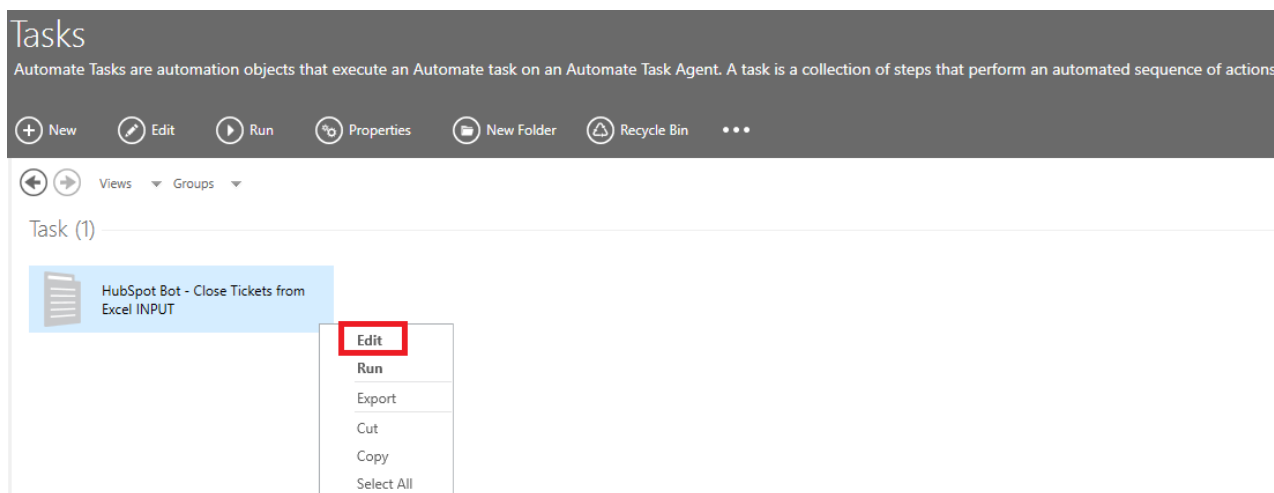 Tasks
Automate Tasks are automation objects that execute an Automate task on an Automate Task Agent. A task is a collection of steps that perform an automated sequence of actions
New Edit Run Properties New Folder Recycle Bin •••
Views Groups
Task (1)
HubSpot Bot - Close Tickets from
Excel INPUT
Edit
Run
Export
Cut
Copy
Select All